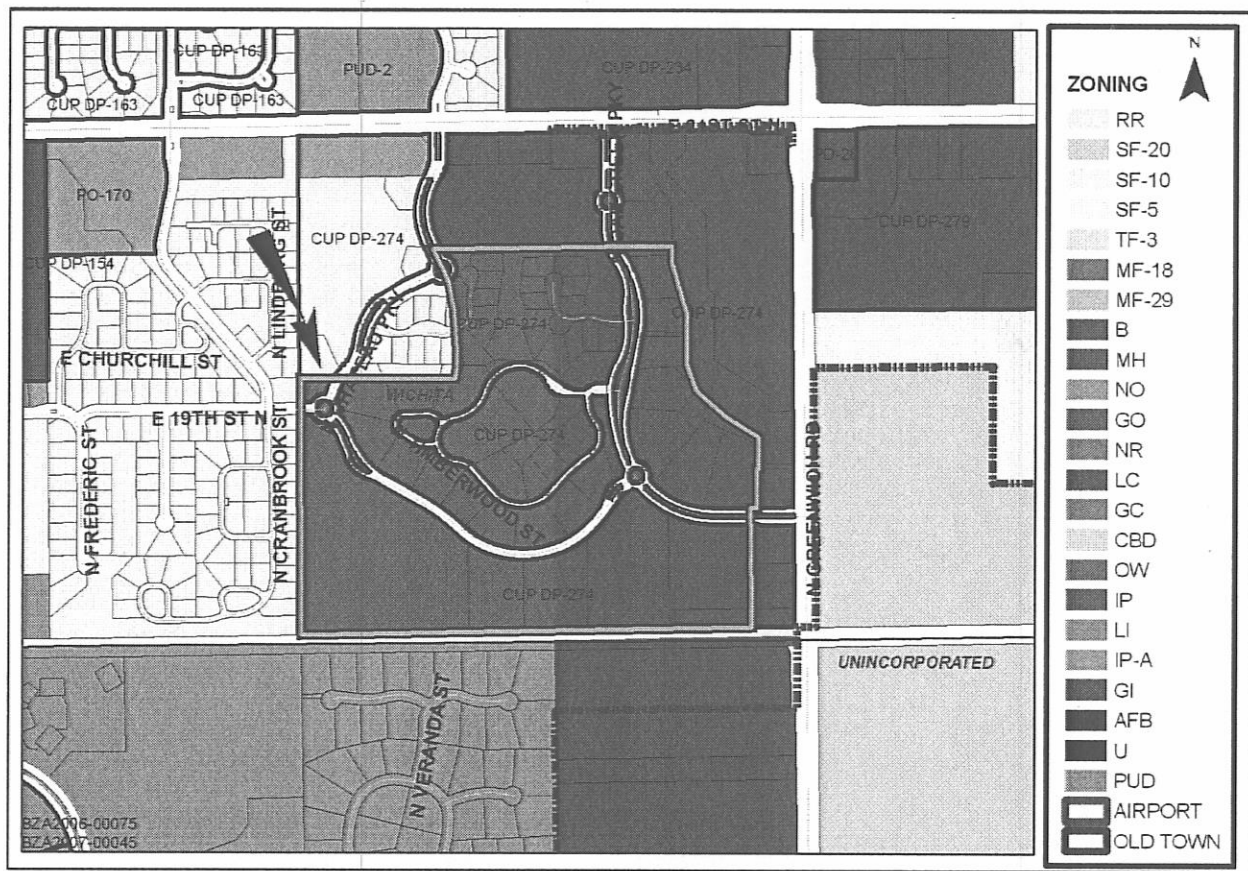 CUP DP-163
CUP DP-163
CUP DP-163
PUD-2
CUP DP-234
PKY
PO-170
CUP DP-154
CUP DP-274
CUP DP-279
N LINDBERG ST
CUP DP-274
CUP DP-274
E CHURCHILL ST
E 19TH ST N
WICHITA
CUP DP-274
N FREDERIC ST
N CRANBROOK ST
N GREENWICH RD
CUP DP-274
UNINCORPORATED
N VERANDA ST
BZA2006-00075
BZA2007-00045
N
ZONING
RR
SF-20
SF-10
SF-5
TF-3
MF-18
MF-29
B
MH
NO
GO
NR
LC
GC
CBD
OW
IP
LI
IP-A
GI
AFB
U
PUD
AIRPORT
OLD TOWN